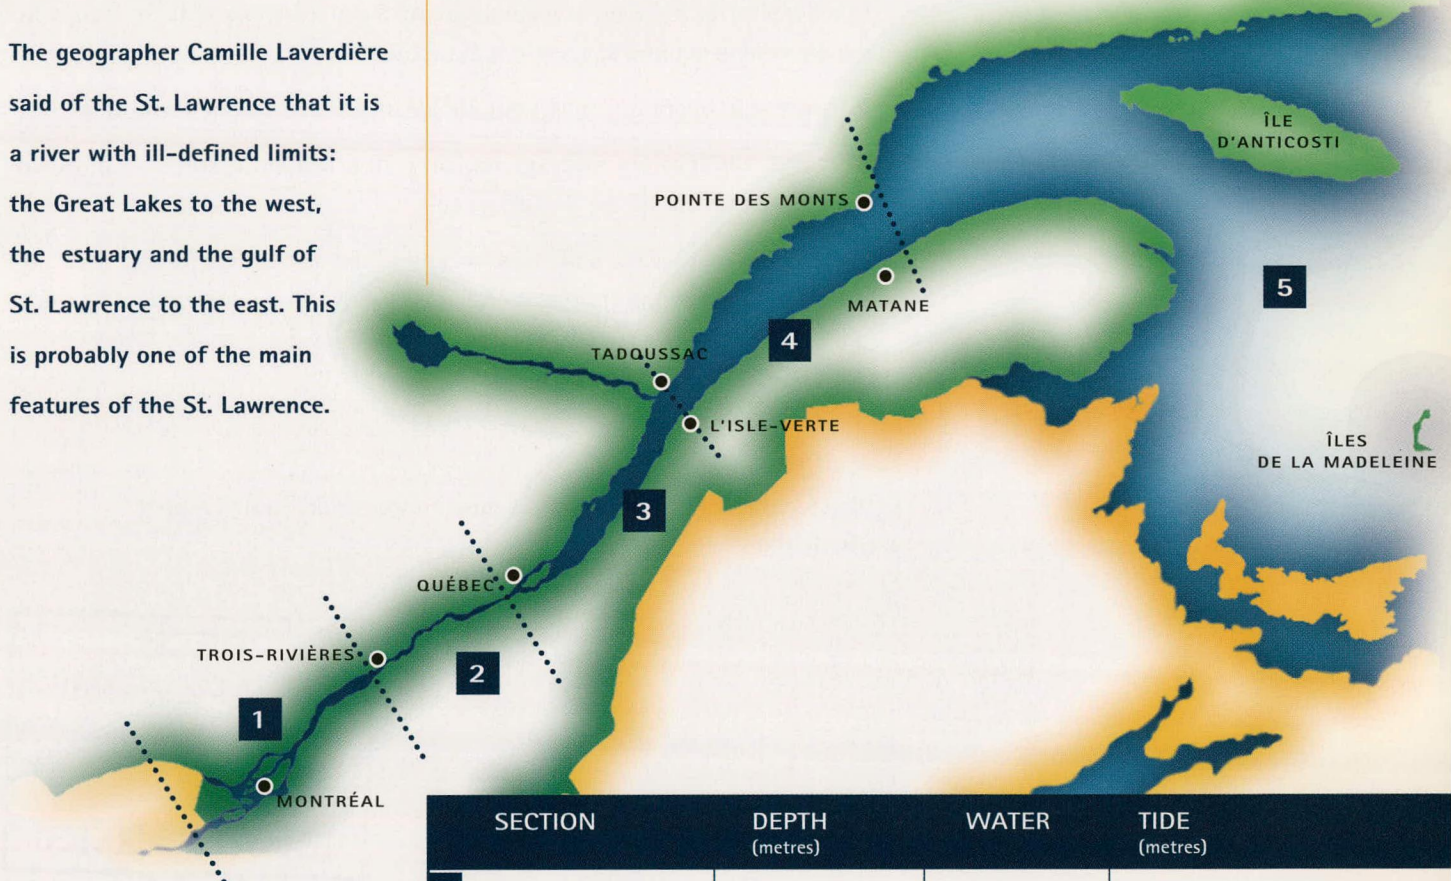 The geographer Camille Laverdière
said of the St. Lawrence that it is
a river with ill-defined limits:
the Great Lakes to the west,
the estuary and the gulf of
St. Lawrence to the east. This
is probably one of the main
features of the St. Lawrence.
ÎLE
D'ANTICOSTI
POINTE DES MONTS
5
MATANE
4
TADOUSSAC
L'ISLE-VERTE
ÎLES
DE LA MADELEINE
3
QUÉBEC
TROIS-RIVIÈRES
2
1
MONTRÉAL
SECTION DEPTH WATER TIDE
(metres) (metres)